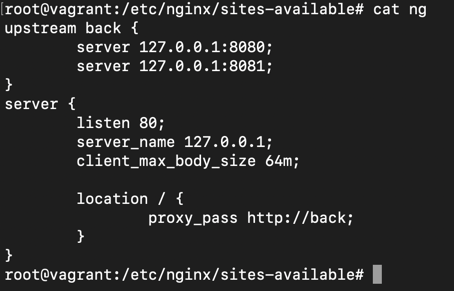 [root@vagrant:/etc/nginx/sites-available# cat ng
upstream back {
        server 127.0.0.1:8080;
        server 127.0.0.1:8081;
}
server {
        listen 80;
        server_name 127.0.0.1;
        client_max_body_size 64m;

        location / {
                proxy_pass http://back;
        }
}
root@vagrant:/etc/nginx/sites-available#